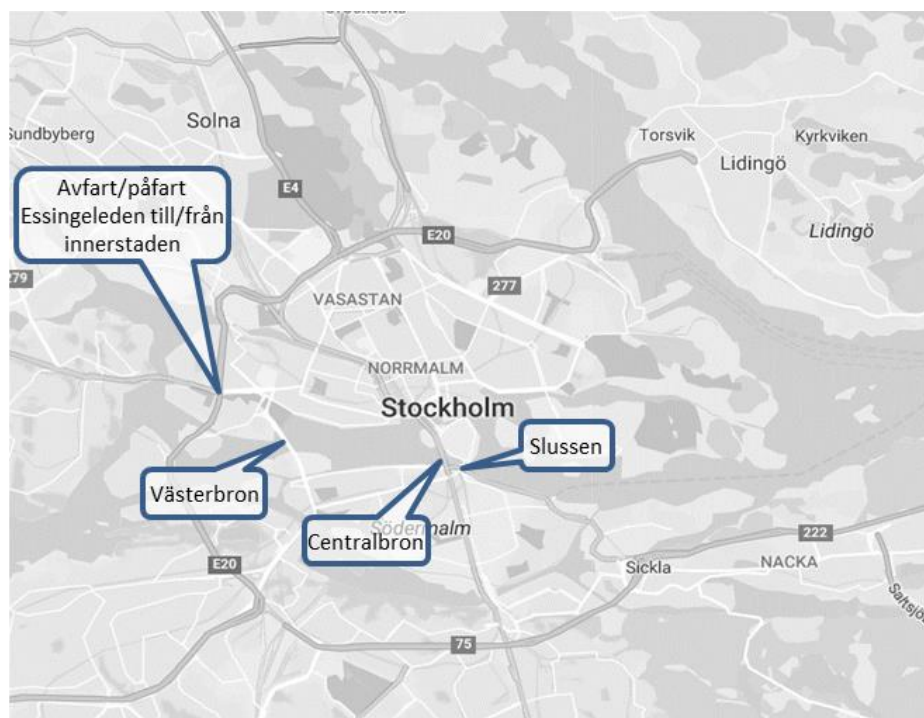 Solna
Sundbyberg
Torsvik
Kyrkviken
Lidingö
Avfart/påfart
Essingeleden till/från
innerstaden
E4
Lidingö
E20
279
277
VASASTAN
NORRMALM
Stockholm
Slussen
Västerbron
Södermalm
Centralbron
222
E20
Sickla
NACKA
75